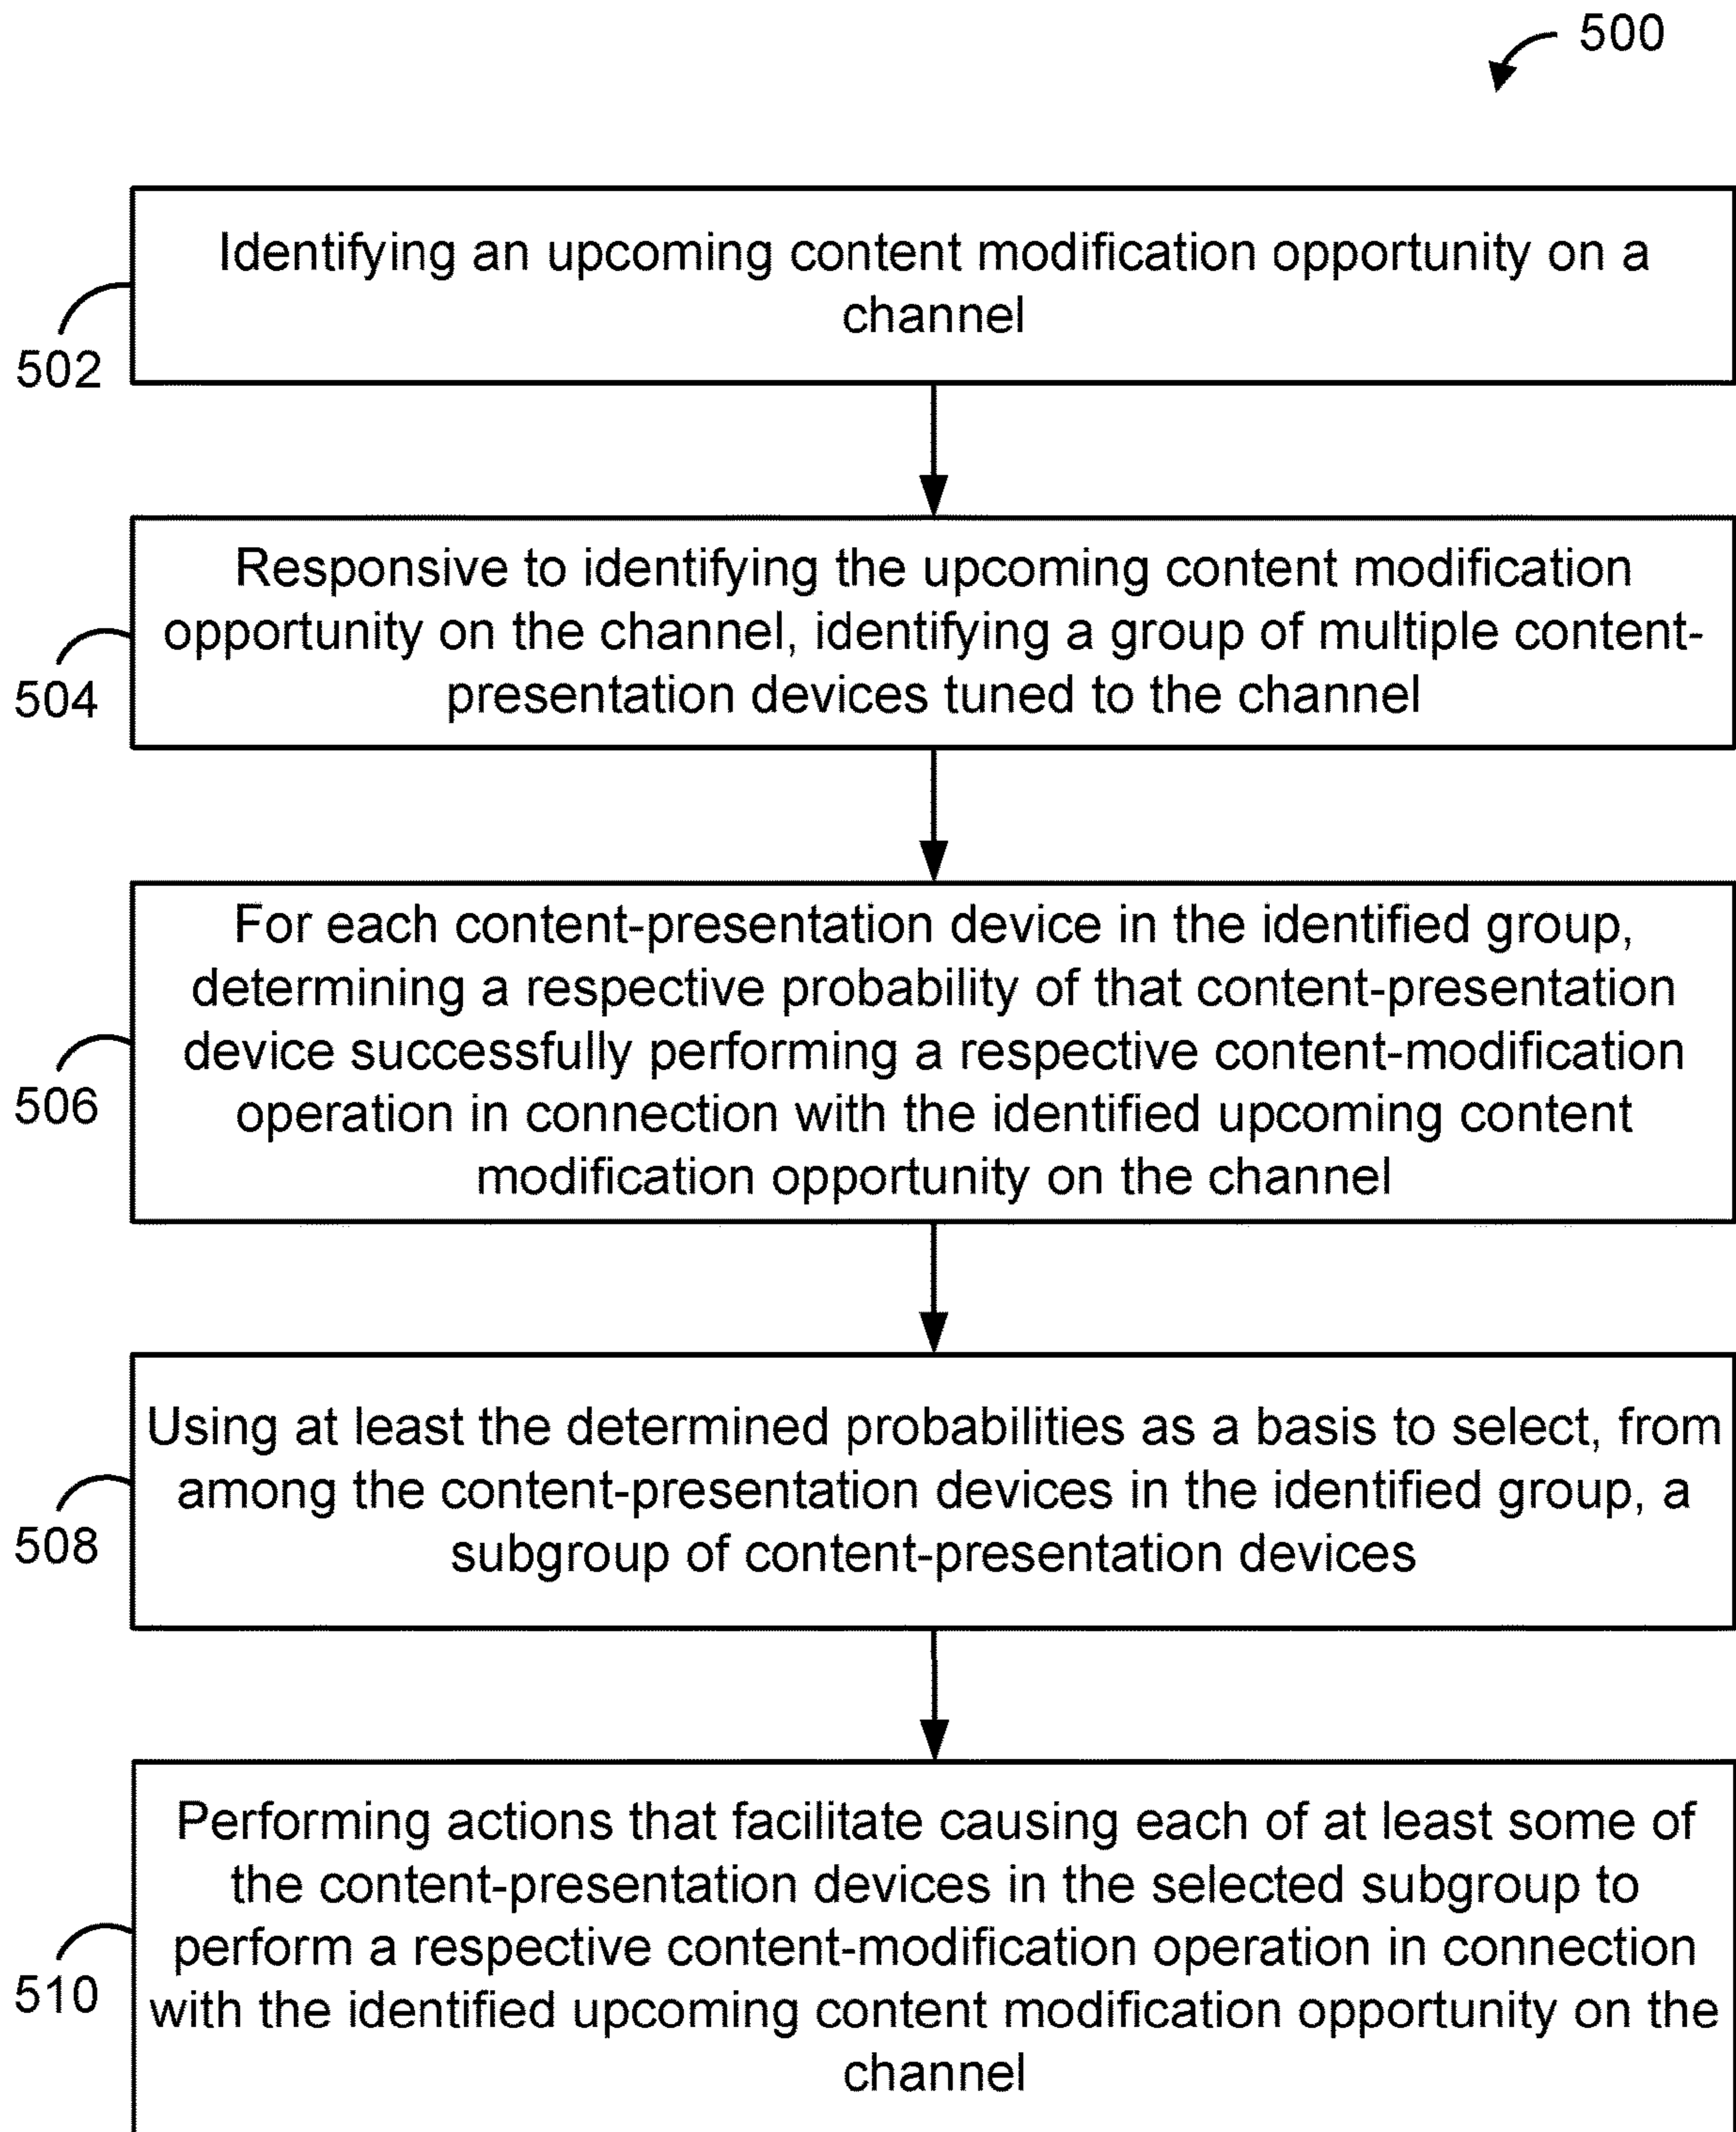 500
Identifying an upcoming content modification opportunity on a
channel
502
Responsive to identifying the upcoming content modification
opportunity on the channel, identifying a group of multiple content-
presentation devices tuned to the channel
504
For each content-presentation device in the identified group,
determining a respective probability of that content-presentation
device successfully performing a respective content-modification
operation in connection with the identified upcoming content
modification opportunity on the channel
506
Using at least the determined probabilities as a basis to select, from
among the content-presentation devices in the identified group, a
subgroup of content-presentation devices
508
Performing actions that facilitate causing each of at least some of
the content-presentation devices in the selected subgroup to
perform a respective content-modification operation in connection
with the identified upcoming content modification opportunity on the
channel
510